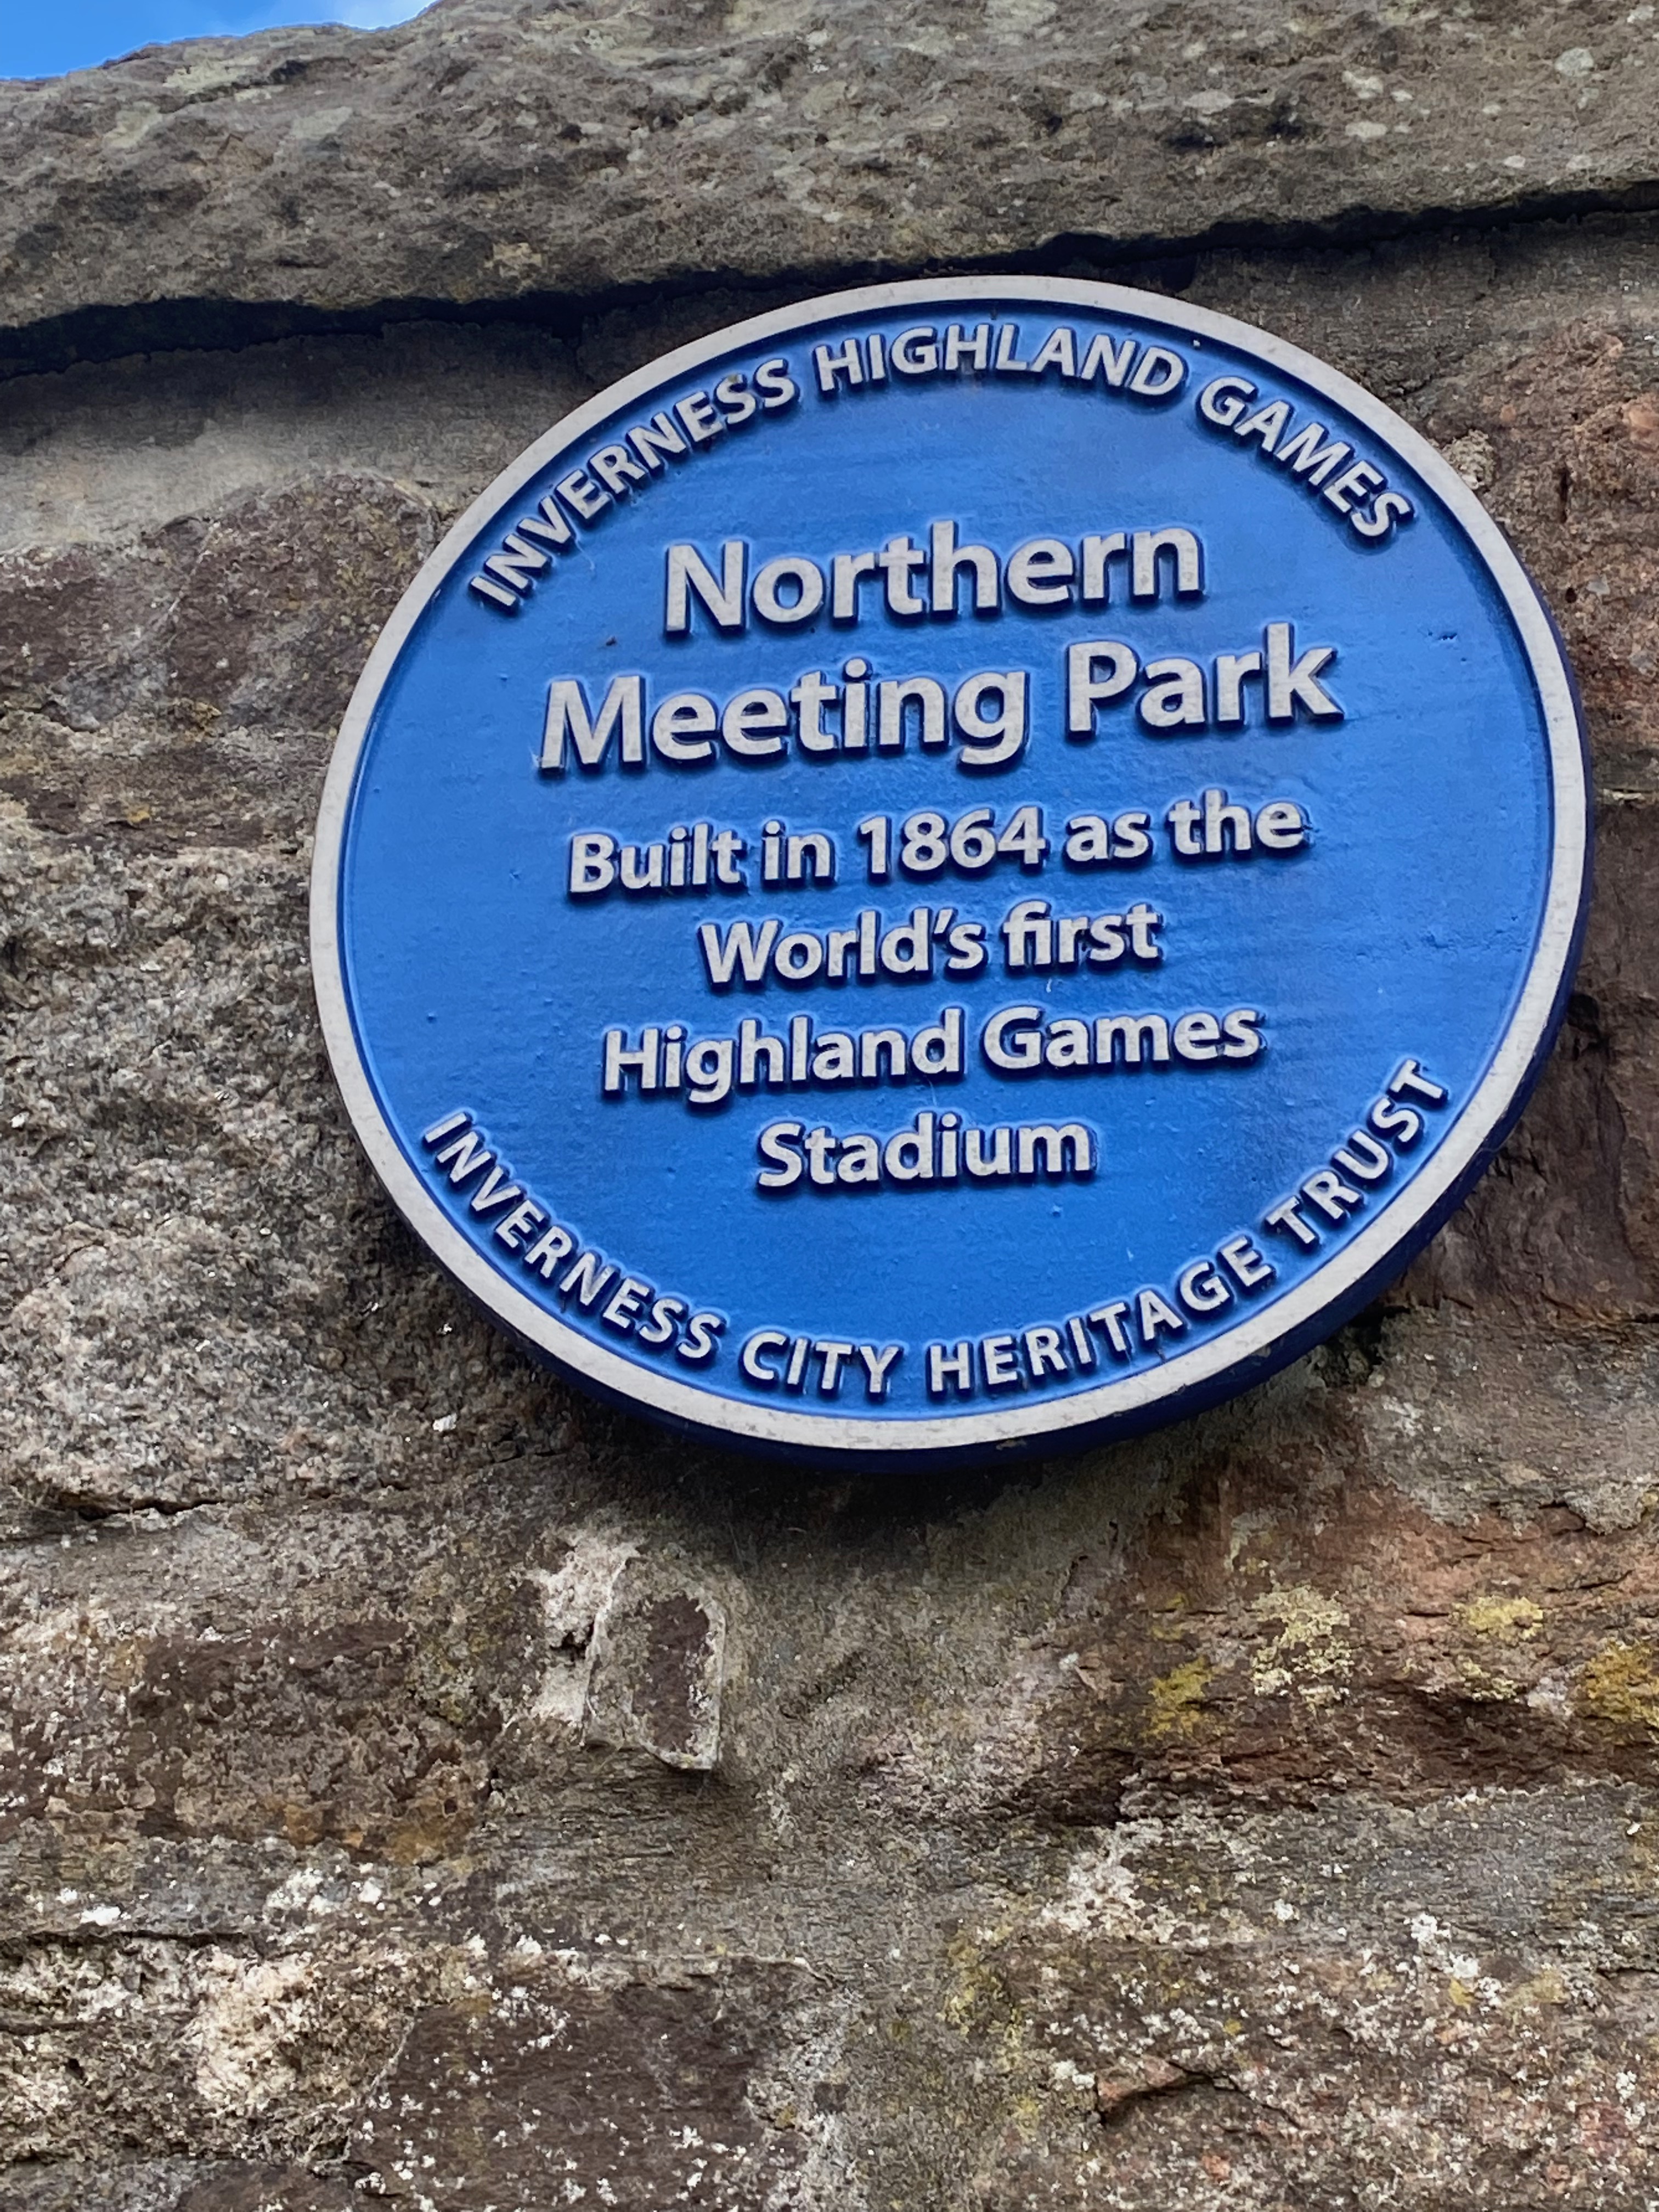 INVERNESS HIGHLAND GAMES
Northern
Meeting Park
Built in 1864 as the
World’s first
Highland Games
Stadium
INVERNESS CITY HERITAGE TRUST